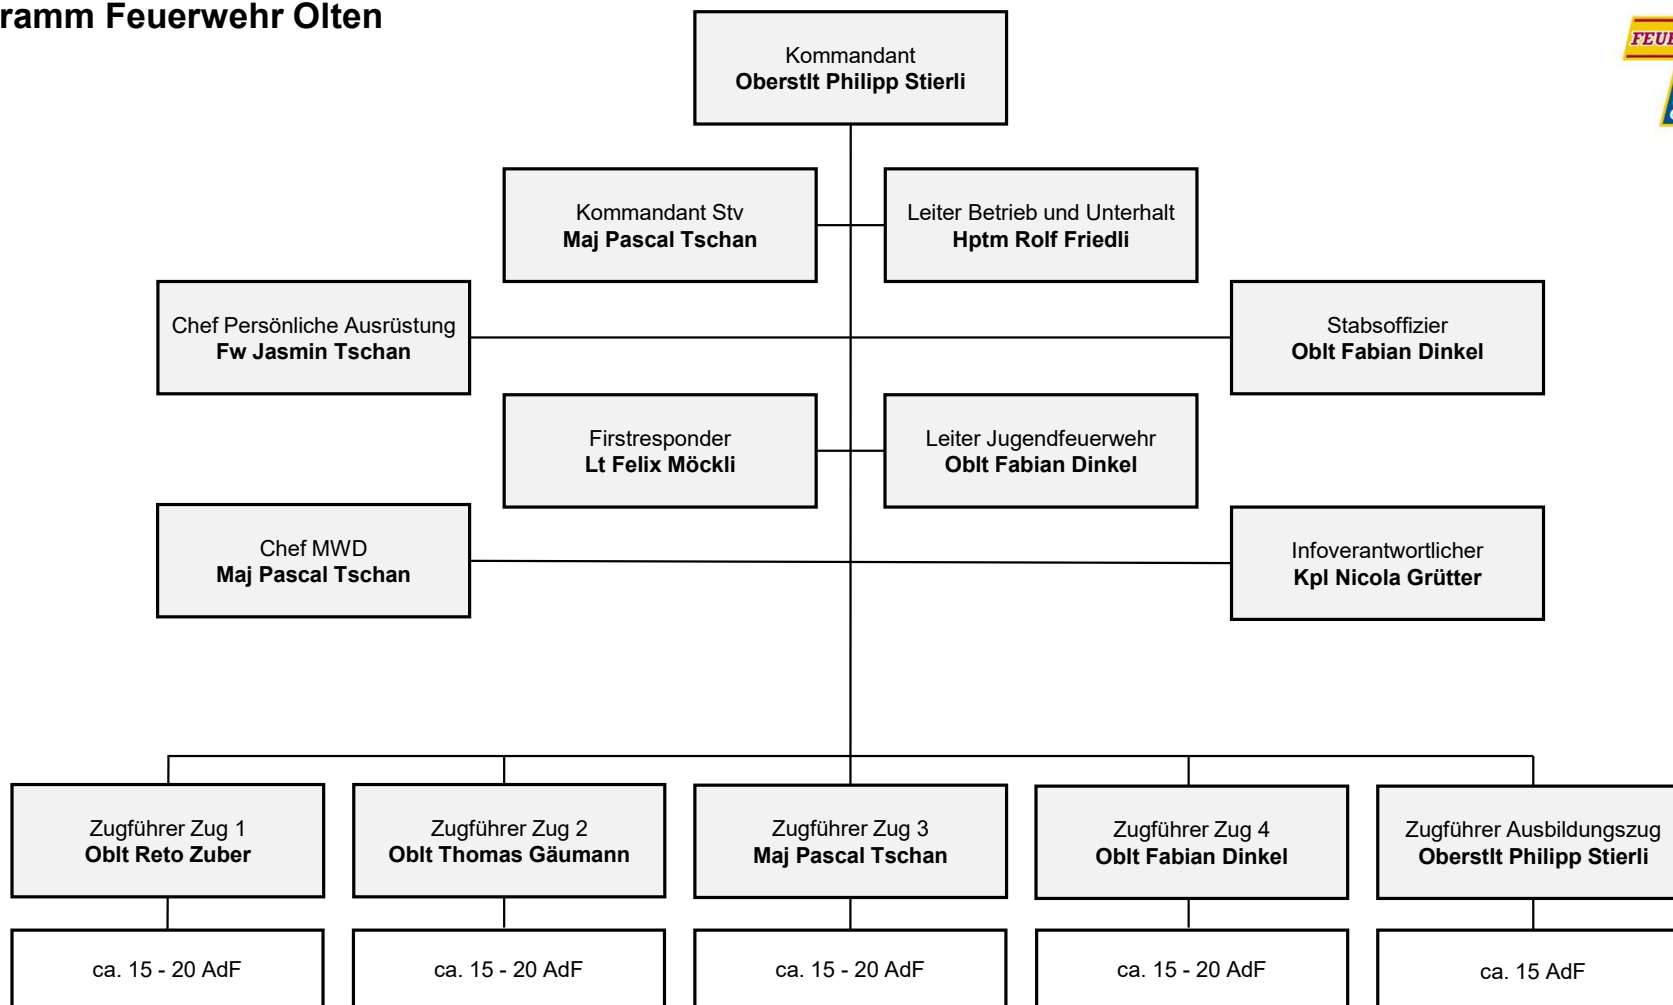 ramm Feuerwehr Olten
FEUE
Kommandant
Oberstlt Philipp Stierli
Kommandant Stv
Maj Pascal Tschan
Leiter Betrieb und Unterhalt
Hptm Rolf Friedli
Chef Persönliche Ausrüstung
Fw Jasmin Tschan
Stabsoffizier
Oblt Fabian Dinkel
Firstresponder
Lt Felix Möckli
Leiter Jugendfeuerwehr
Oblt Fabian Dinkel
Chef MWD
Maj Pascal Tschan
Infoverantwortlicher
Kpl Nicola Grütter
Zugführer Zug 1
Oblt Reto Zuber
Zugführer Zug 2
Oblt Thomas Gäumann
Zugführer Zug 3
Maj Pascal Tschan
Zugführer Zug 4
Oblt Fabian Dinkel
Zugführer Ausbildungszug
Oberstlt Philipp Stierli
ca. 15 - 20 AdF
ca. 15 - 20 AdF
ca. 15 - 20 AdF
ca. 15 - 20 AdF
ca. 15 AdF